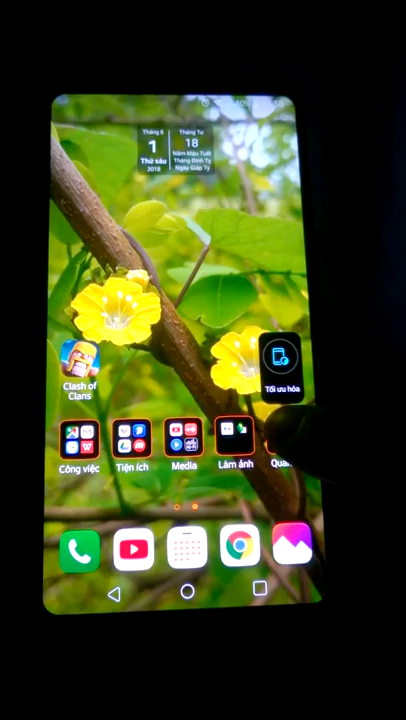 Tháng 6
1
Thứ sáu
2018
Tháng Tư
18
Năm Mậu Tuất
Tháng Đinh Tỵ
Ngày Giáp Tý
Clash of
Clans
Tối ưu hóa
Công việc
Tiện ích
Media
Làm ảnh